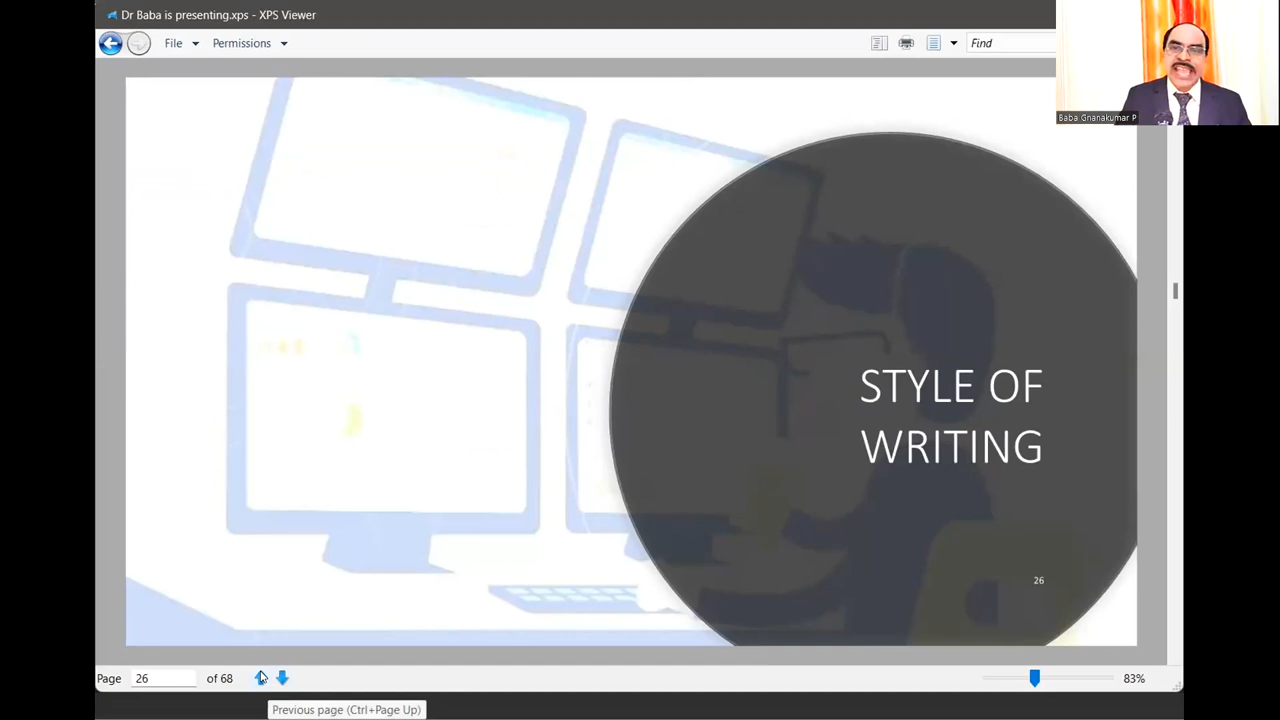 Dr Baba is presenting.xps - XPS Viewer
File Permissions Find
Baba Gnanakumar P
STYLE OF
WRITING
26
Page 26 of 68 83%
Previous page (Ctrl+Page Up)